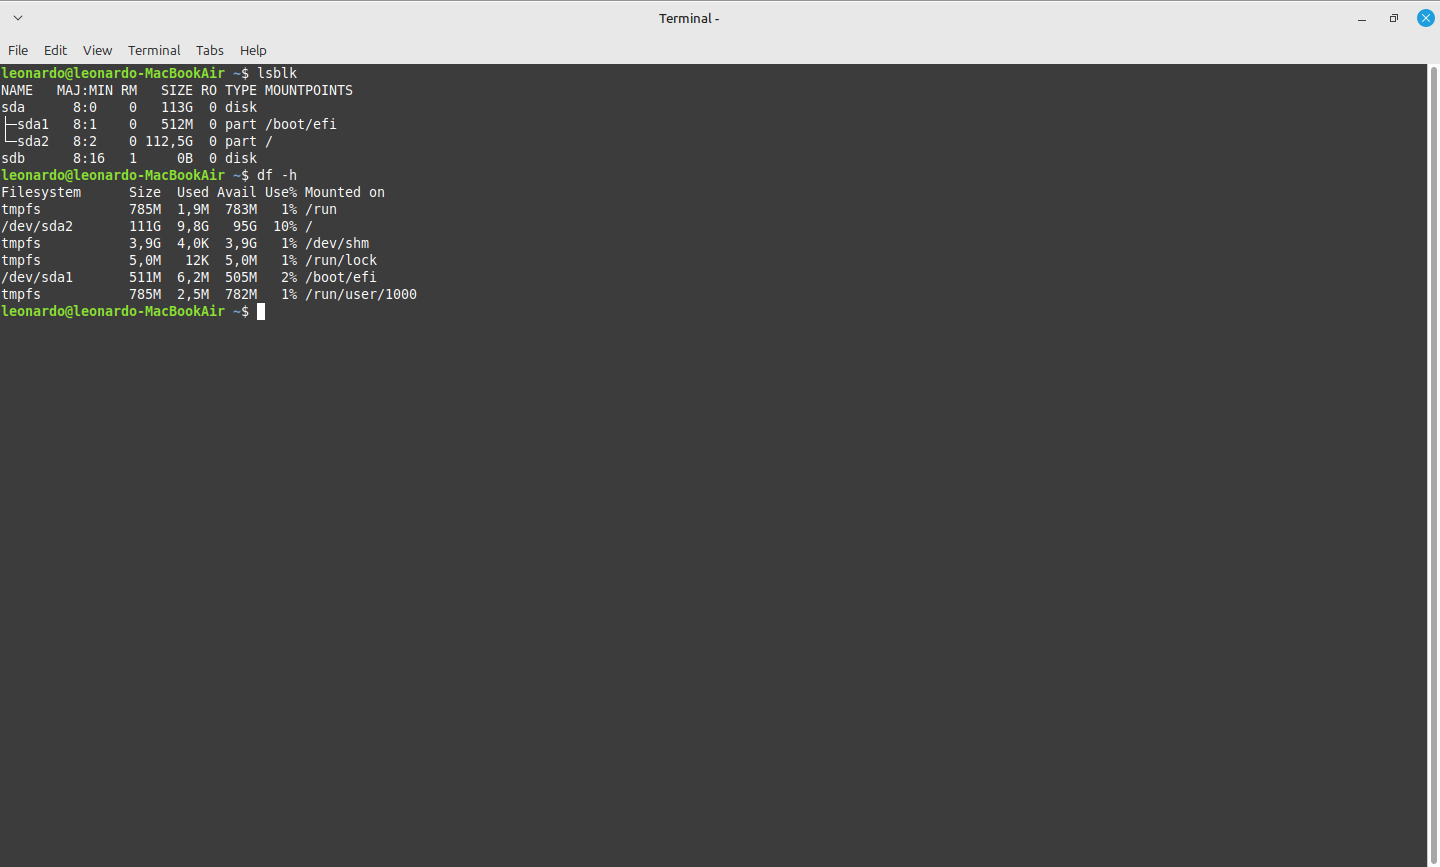 Terminal -
File Edit View Terminal Tabs Help
leonardo@leonardo-MacBookAir ~$ lsblk
NAME   MAJ:MIN RM   SIZE RO TYPE MOUNTPOINTS
sda      8:0    0   113G  0 disk
├─sda1   8:1    0   512M  0 part /boot/efi
└─sda2   8:2    0 112,5G  0 part /
sdb      8:16   1     0B  0 disk
leonardo@leonardo-MacBookAir ~$ df -h
Filesystem      Size  Used Avail Use% Mounted on
tmpfs           785M  1,9M  783M   1% /run
/dev/sda2       111G  9,8G   95G  10% /
tmpfs           3,9G  4,0K  3,9G   1% /dev/shm
tmpfs           5,0M   12K  5,0M   1% /run/lock
/dev/sda1       511M  6,2M  505M   2% /boot/efi
tmpfs           785M  2,5M  782M   1% /run/user/1000
leonardo@leonardo-MacBookAir ~$